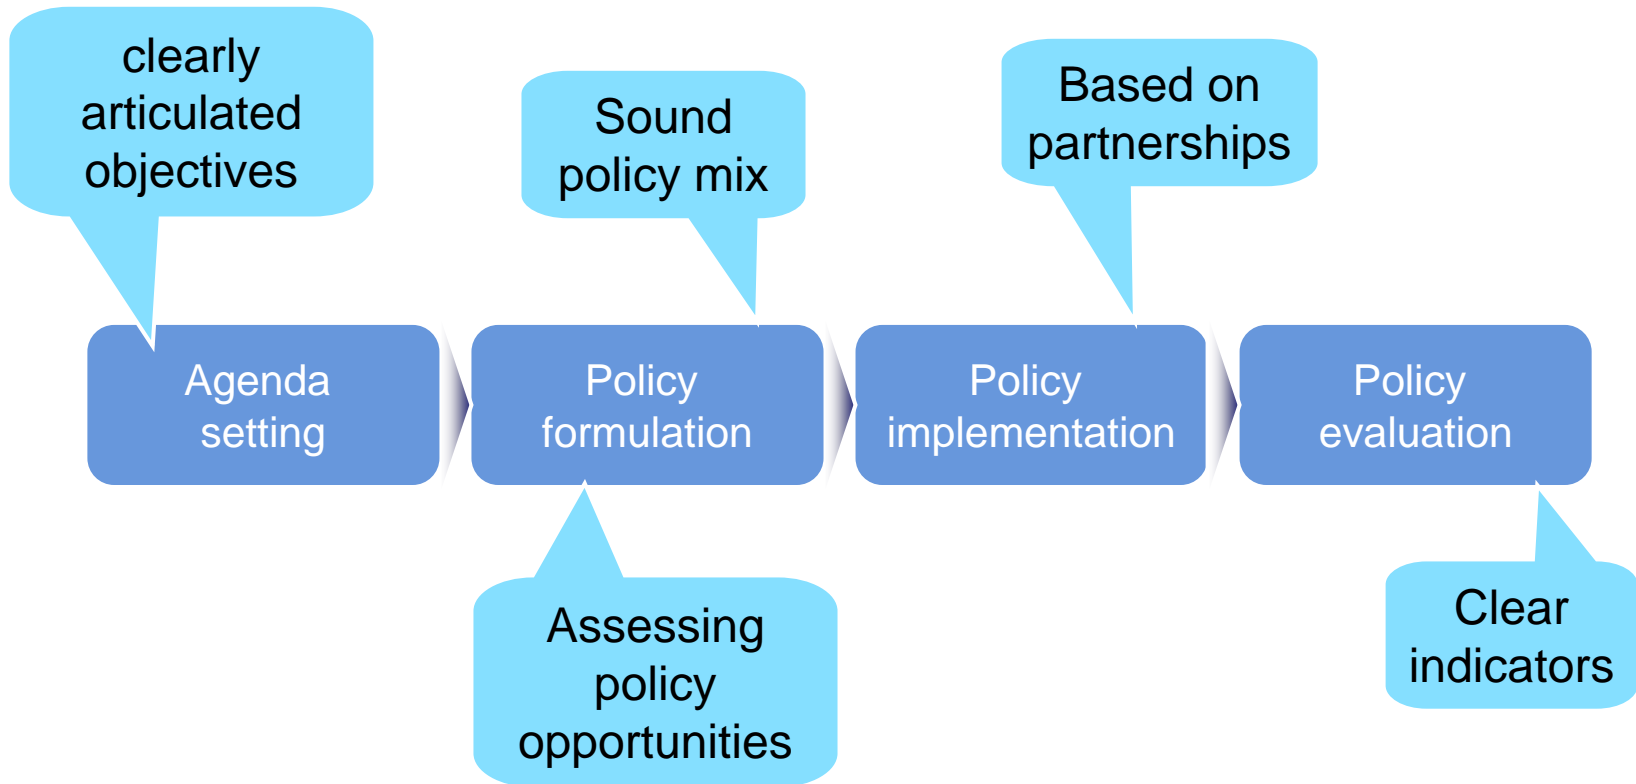 clearly
articulated
objectives
Sound
policy mix
Based on
partnerships
Agenda
setting
Policy
formulation
Policy
implementation
Policy
evaluation
Assessing
policy
opportunities
Clear
indicators